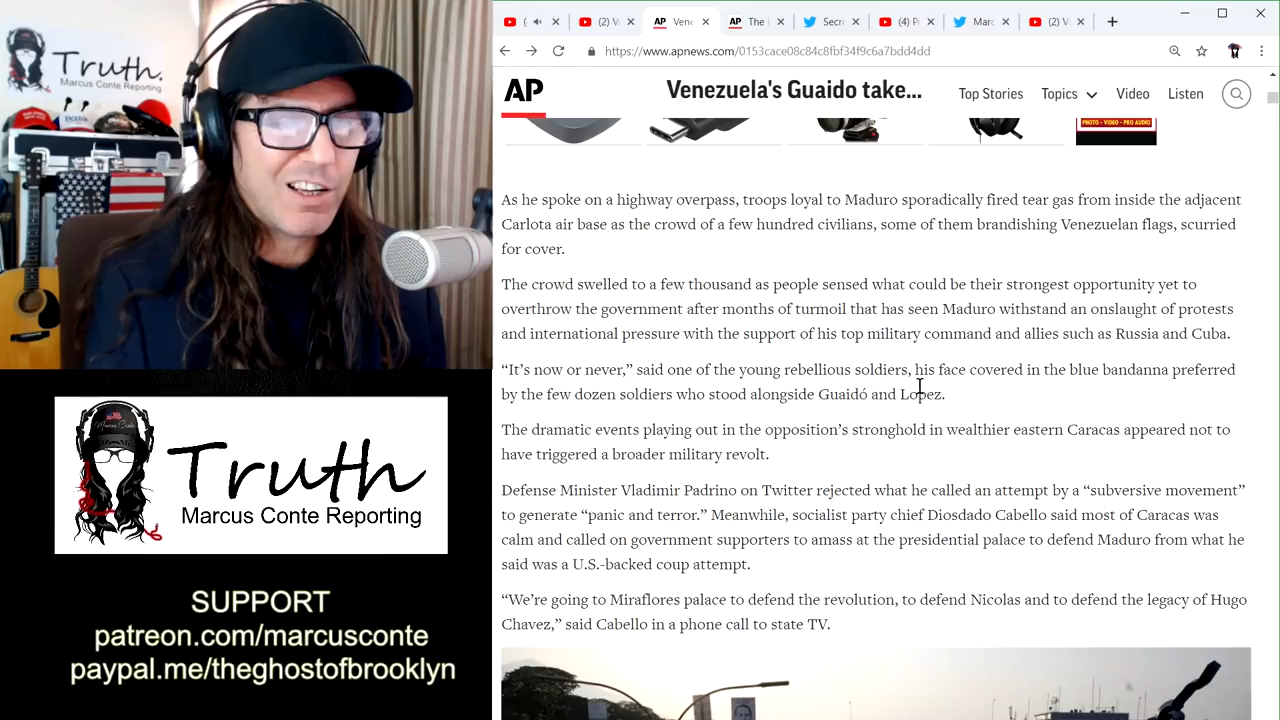 Truth.
Marcus Conte Reporting
Truth
Marcus Conte Reporting
SUPPORT
patreon.com/marcusconte
paypal.me/theghostofbrooklyn
(2) V
Ven
The
Secre
(4) P
Marc
(2) V
https://www.apnews.com/0153cace08c84c8fbf34f9c6a7bdd4dd
AP
Venezuela's Guaido take...
Top Stories
Topics
Video
Listen
PHOTO - VIDEO - PRO AUDIO
As he spoke on a highway overpass, troops loyal to Maduro sporadically fired tear gas from inside the adjacent
Carlota air base as the crowd of a few hundred civilians, some of them brandishing Venezuelan flags, scurried
for cover.
The crowd swelled to a few thousand as people sensed what could be their strongest opportunity yet to
overthrow the government after months of turmoil that has seen Maduro withstand an onslaught of protests
and international pressure with the support of his top military command and allies such as Russia and Cuba.
“It’s now or never,” said one of the young rebellious soldiers, his face covered in the blue bandanna preferred
by the few dozen soldiers who stood alongside Guaidó and Lopez.
The dramatic events playing out in the opposition’s stronghold in wealthier eastern Caracas appeared not to
have triggered a broader military revolt.
Defense Minister Vladimir Padrino on Twitter rejected what he called an attempt by a “subversive movement”
to generate “panic and terror.” Meanwhile, socialist party chief Diosdado Cabello said most of Caracas was
calm and called on government supporters to amass at the presidential palace to defend Maduro from what he
said was a U.S.-backed coup attempt.
“We’re going to Miraflores palace to defend the revolution, to defend Nicolas and to defend the legacy of Hugo
Chavez,” said Cabello in a phone call to state TV.